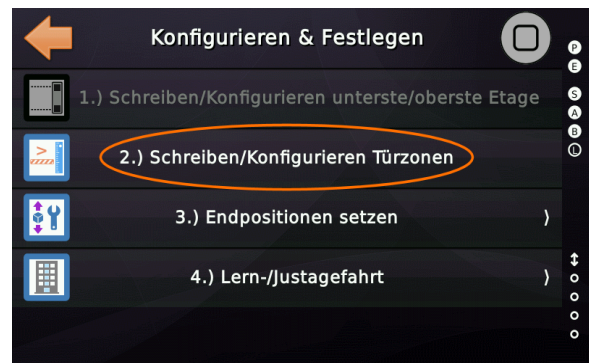 Konfigurieren & Festlegen
1.) Schreiben/Konfigurieren unterste/oberste Etage
2.) Schreiben/Konfigurieren Türzonen
3.) Endpositionen setzen
4.) Lern-/Justagefahrt
P
E
S
A
B
L